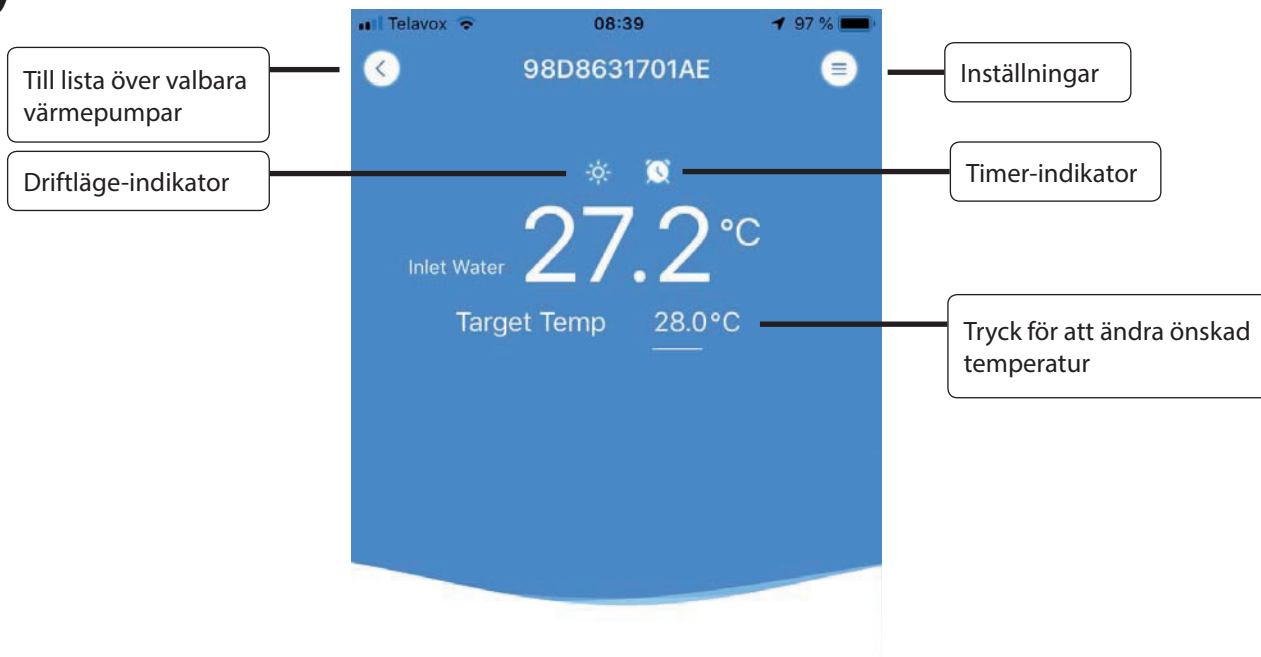 Telavox 08:39 97 %
98D8631701AE
Till lista över valbara
värmepumpar
Inställningar
Driftläge-indikator
Timer-indikator
Inlet Water 27.2°C
Target Temp 28.0°C
Tryck för att ändra önskad
temperatur